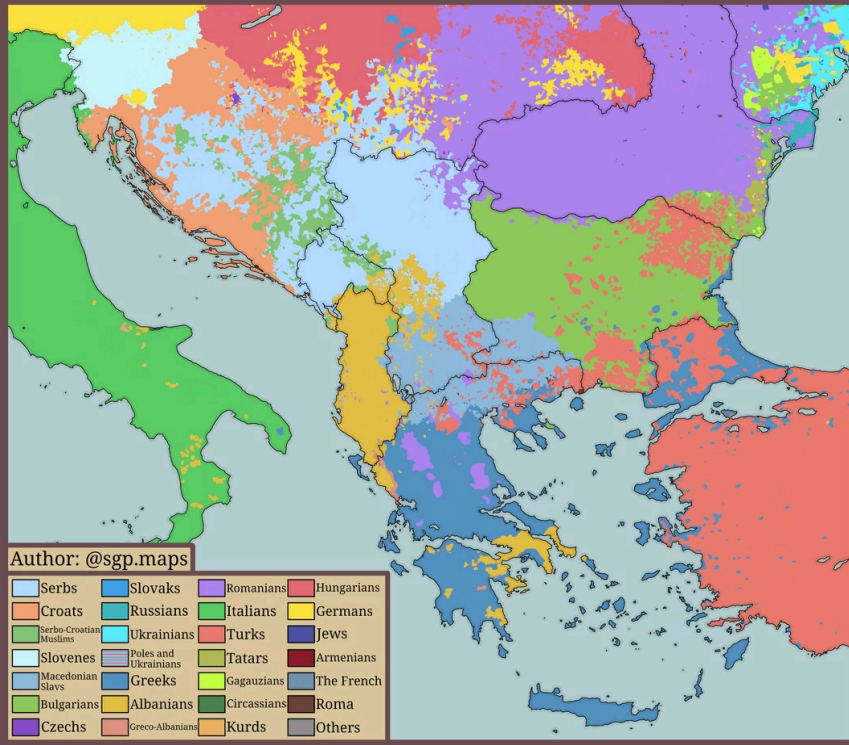 Author: @sgp.maps
Serbs
Croats
Serbo-Croatian
Muslims
Slovenes
Macedonian
Slavs
Bulgarians
Czechs
Slovaks
Russians
Ukrainians
Poles and
Ukrainians
Greeks
Albanians
Greco-Albanians
Romanians
Italians
Turks
Tatars
Gagauzians
Circassians
Kurds
Hungarians
Germans
Jews
Armenians
The French
Roma
Others